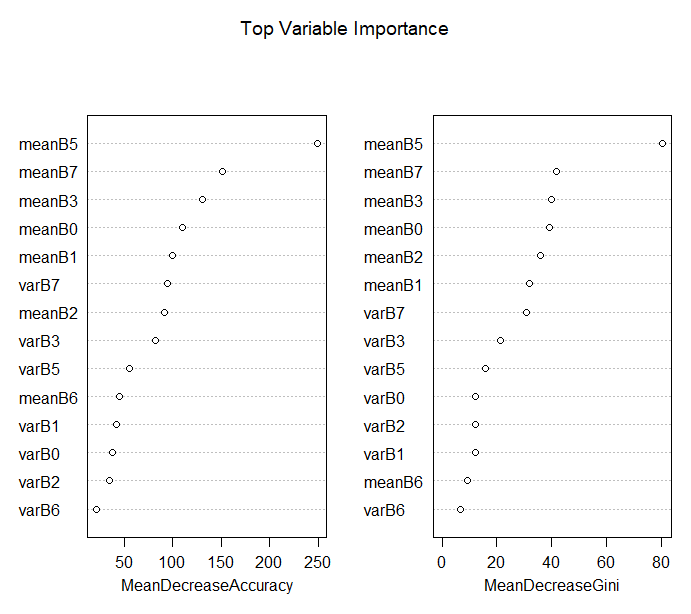 Top Variable Importance
meanB5
meanB7
meanB3
meanB0
meanB1
varB7
meanB2
varB3
varB5
meanB6
varB1
varB0
varB2
varB6
50 100 150 200 250
MeanDecreaseAccuracy
meanB5
meanB7
meanB3
meanB0
meanB2
meanB1
varB7
varB3
varB5
varB0
varB2
varB1
meanB6
varB6
0 20 40 60 80
MeanDecreaseGini